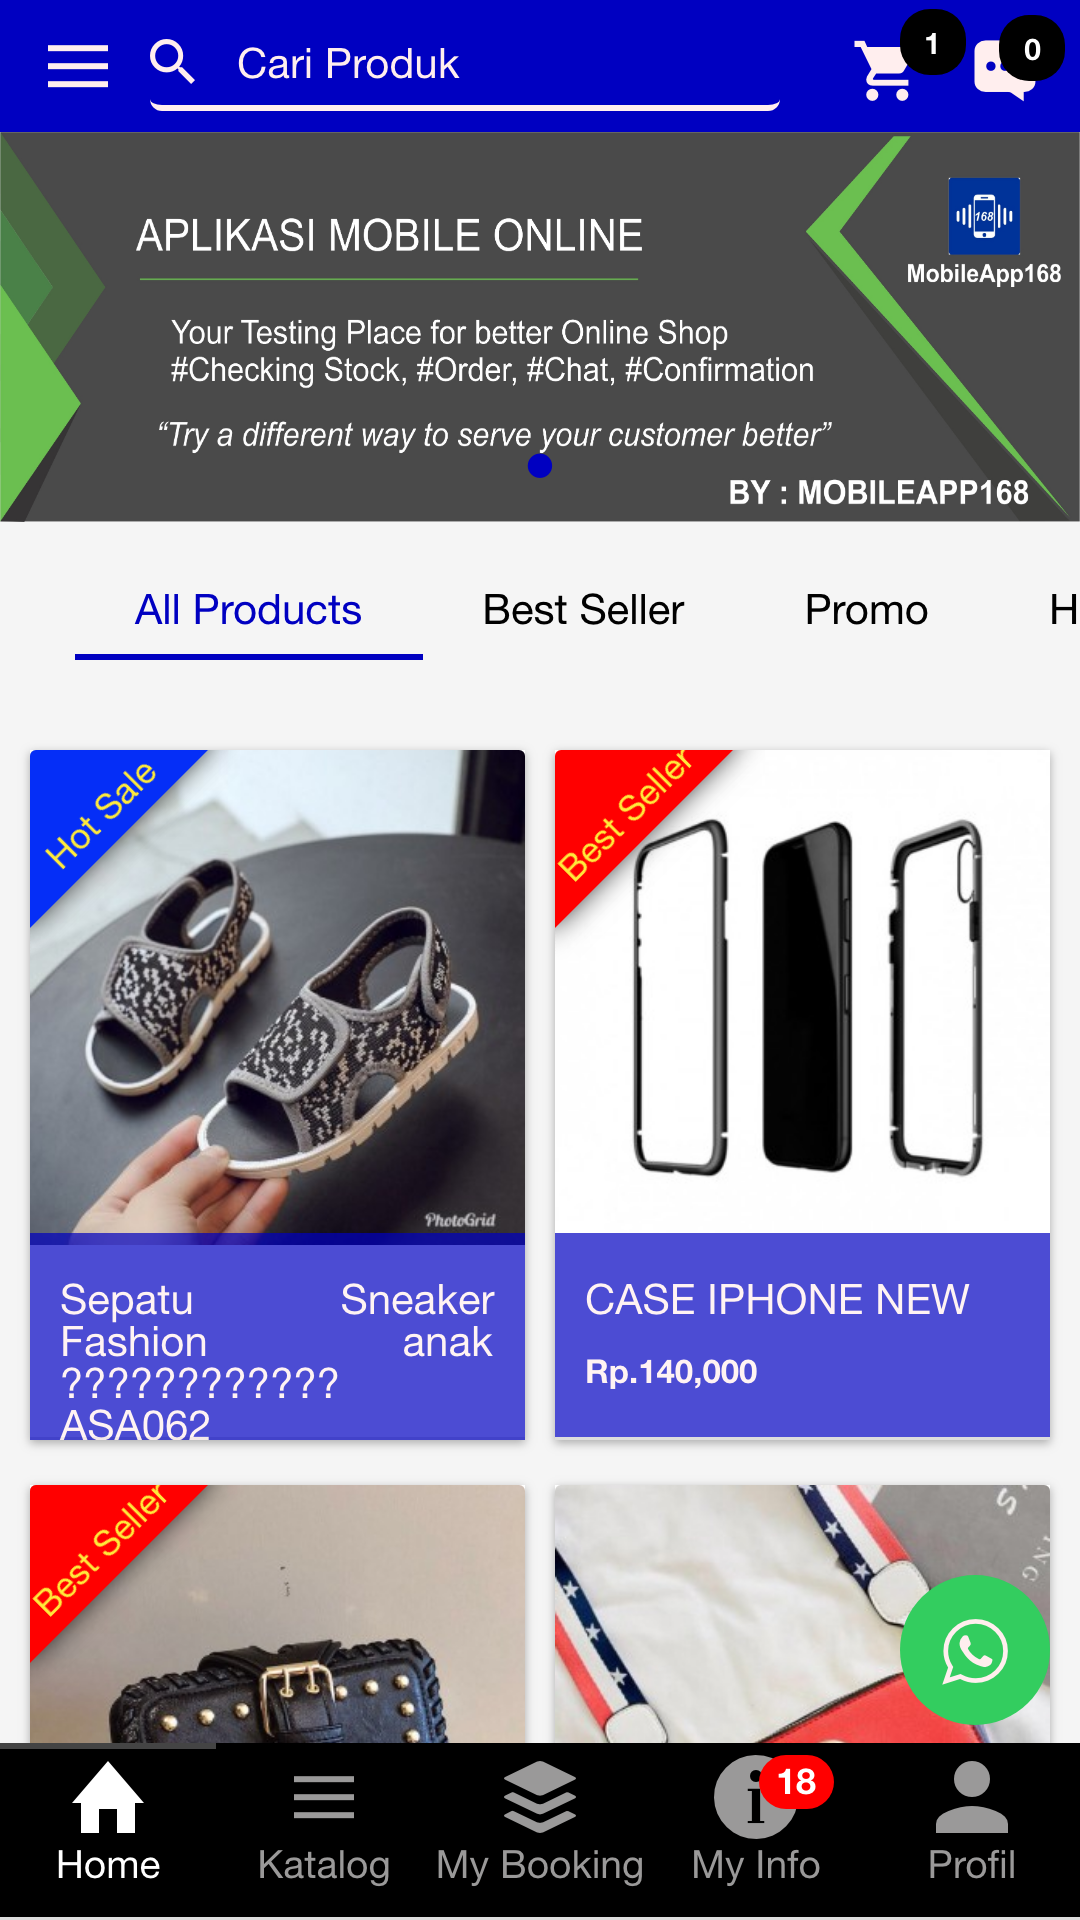 Cari Produk
1
0
APLIKASI MOBILE ONLINE
168
MobileApp168
Your Testing Place for better Online Shop
#Checking Stock, #Order, #Chat, #Confirmation
“Try a different way to serve your customer better”
BY : MOBILEAPP168
All Products
Best Seller
Promo
H
Hot Sale
Best Seller
SPORT
PhotoGrid
Sepatu Sneaker
Fashion anak
????????????
ASA062
CASE IPHONE NEW
Rp.140,000
Best Seller
S
ING
18
Home
Katalog
My Booking
My Info
Profil